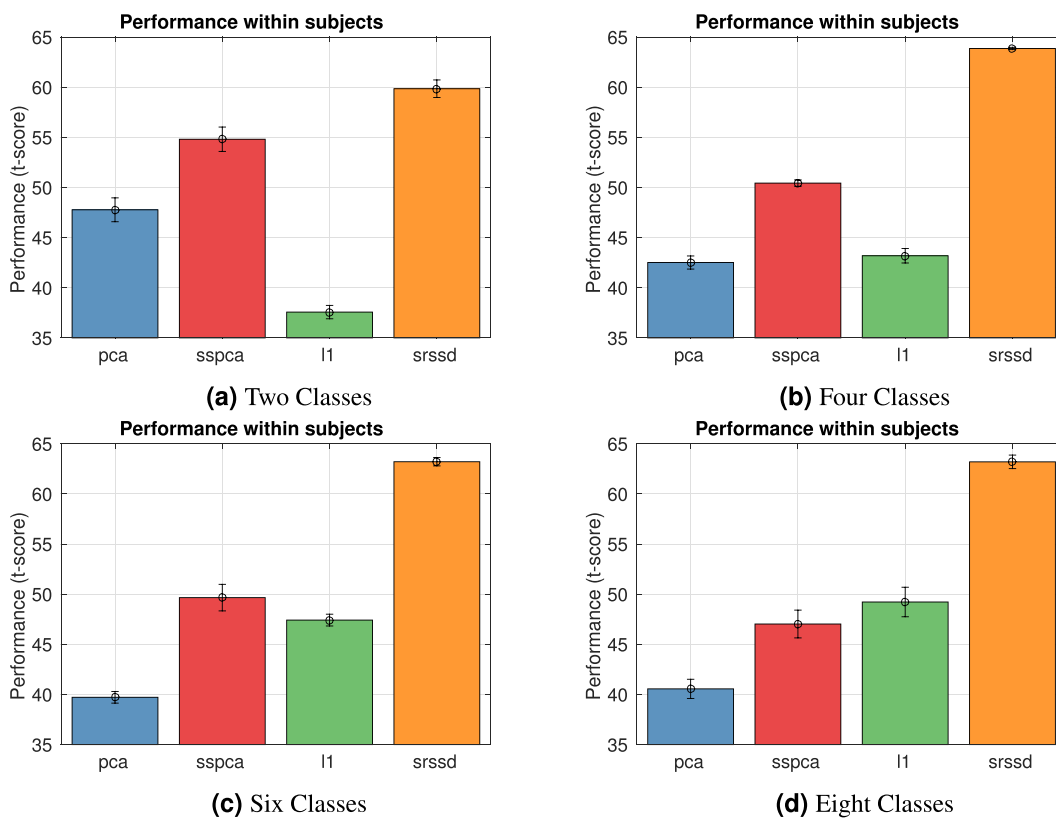 Performance within subjects
Performance (t-score)
65
60
55
50
45
40
35
pca sspca l1 srssd
(a) Two Classes
Performance within subjects
Performance (t-score)
65
60
55
50
45
40
35
pca sspca l1 srssd
(b) Four Classes
Performance within subjects
Performance (t-score)
65
60
55
50
45
40
35
pca sspca l1 srssd
(c) Six Classes
Performance within subjects
Performance (t-score)
65
60
55
50
45
40
35
pca sspca l1 srssd
(d) Eight Classes